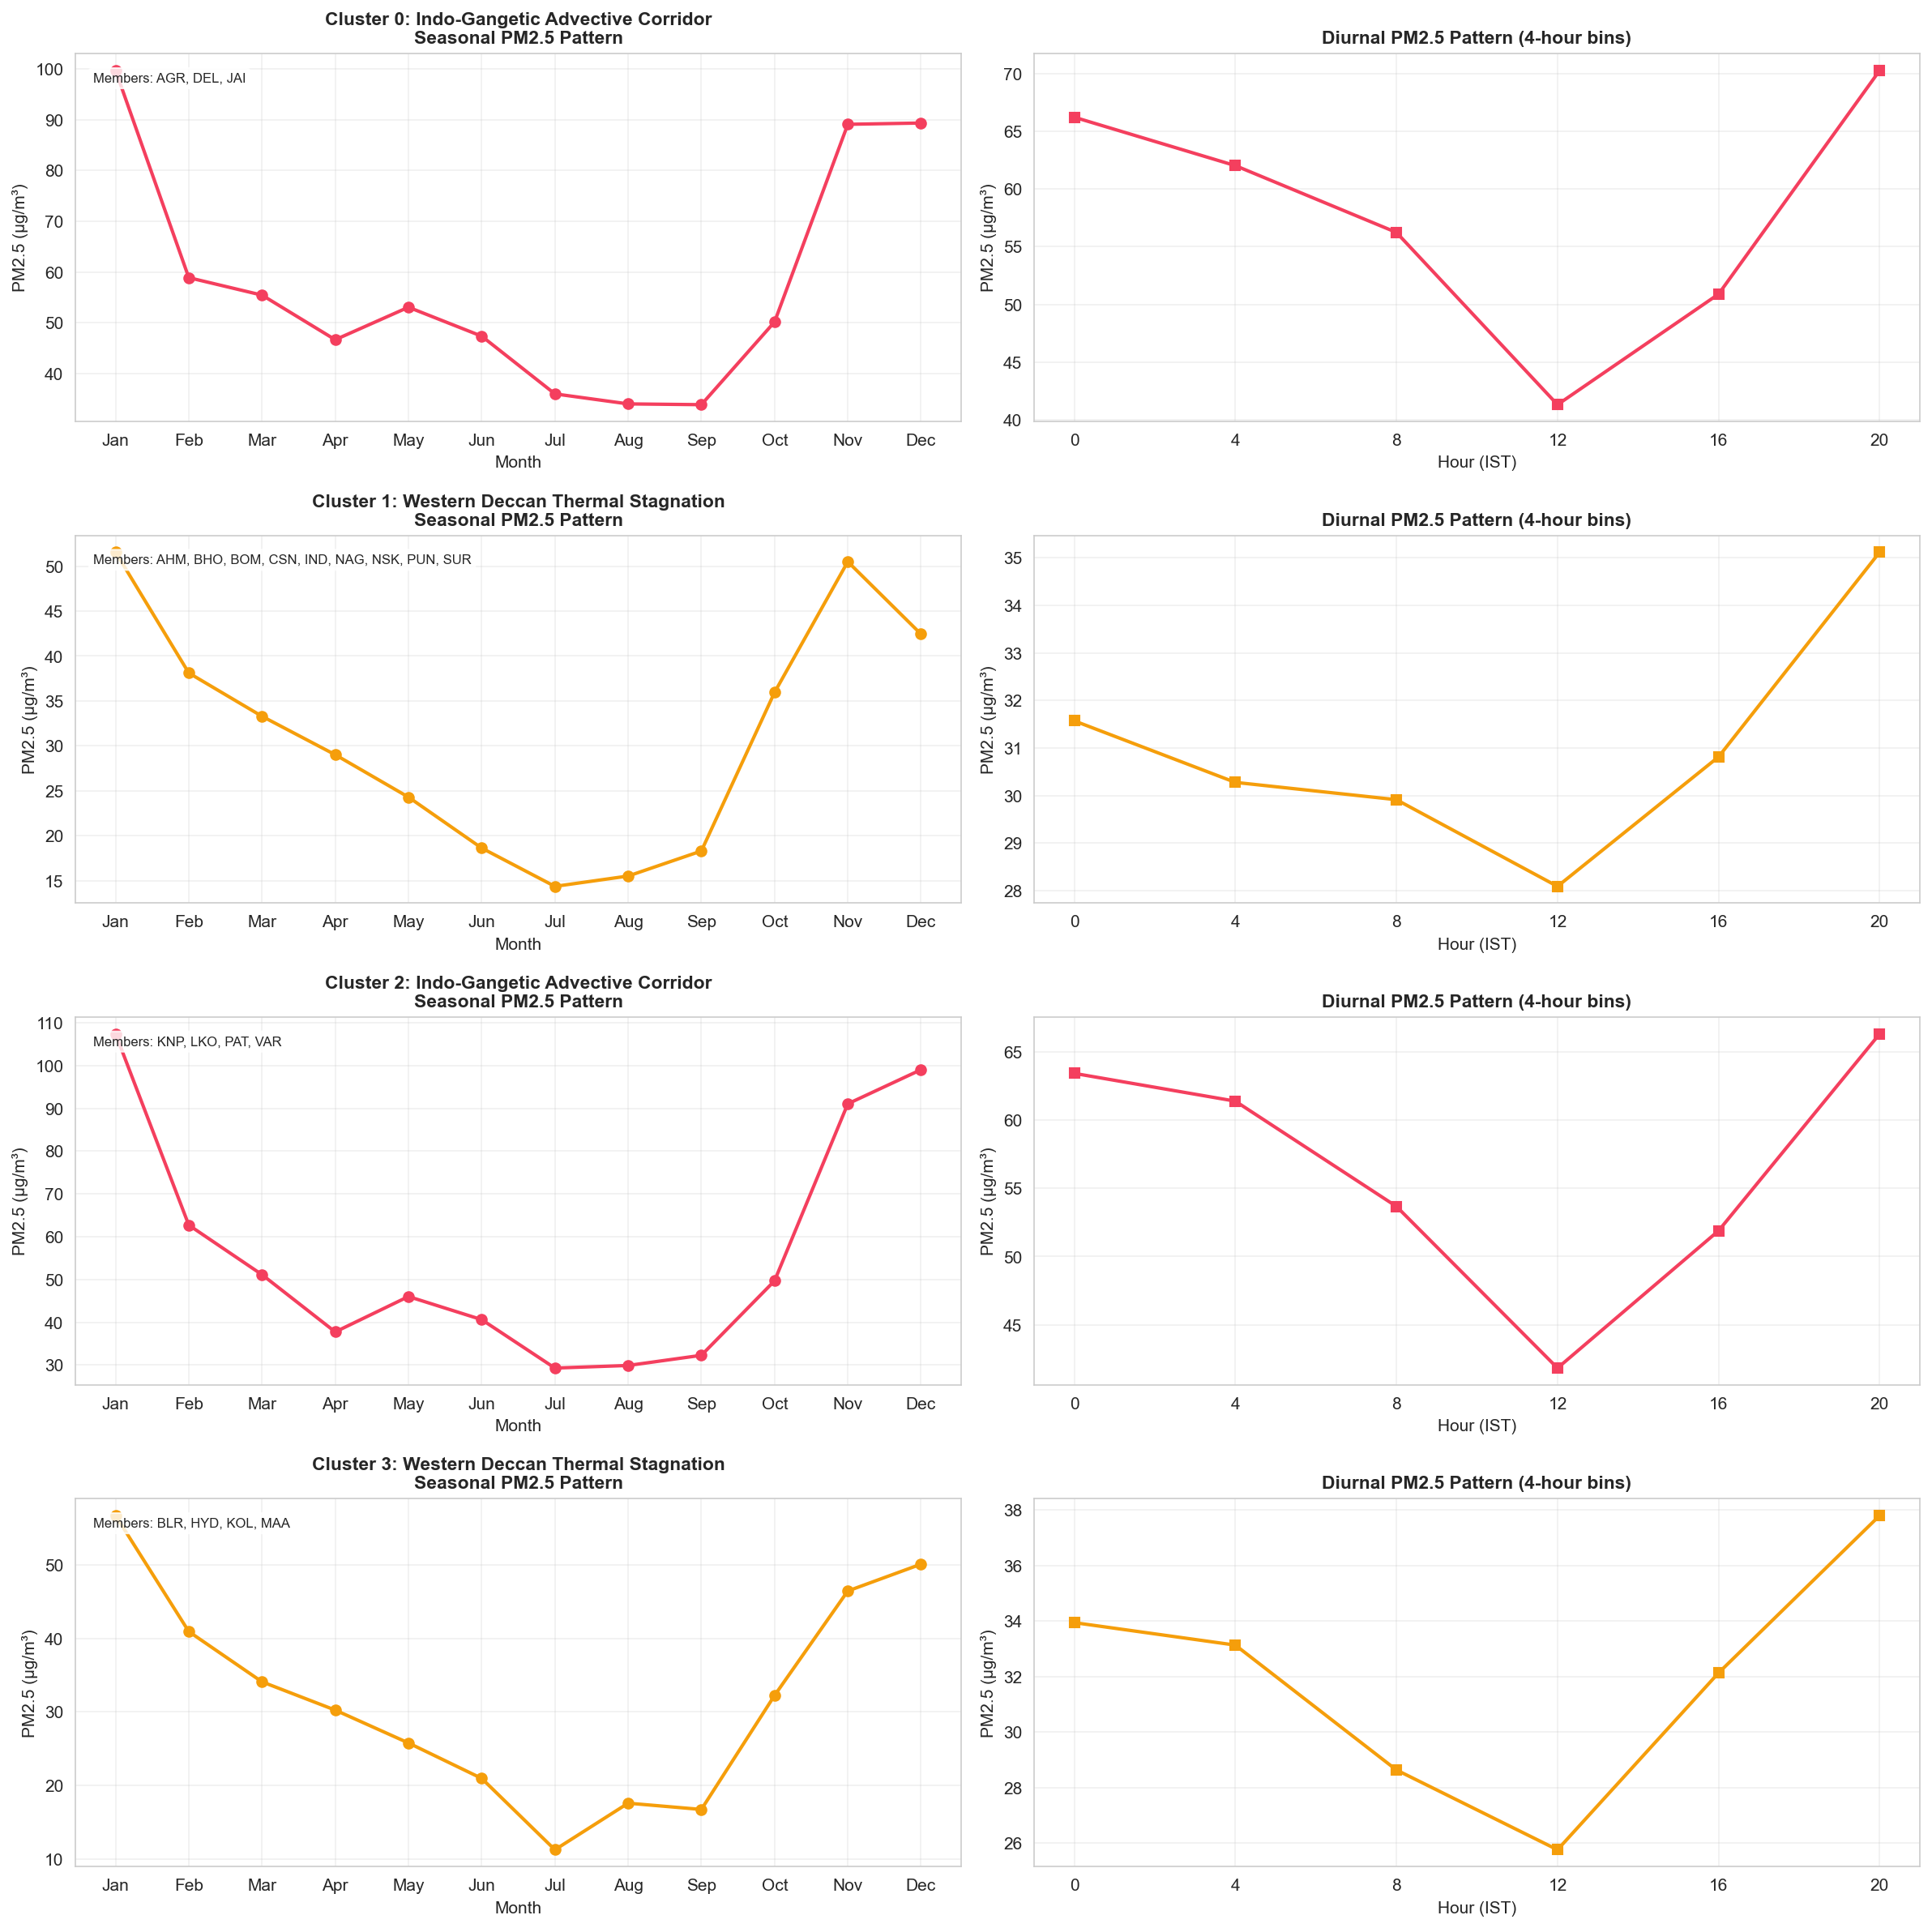 Cluster 0: Indo-Gangetic Advective Corridor
Seasonal PM2.5 Pattern
Members: AGR, DEL, JAI
PM2.5 (µg/m³)
100
90
80
70
60
50
40
Jan Feb Mar Apr May Jun Jul Aug Sep Oct Nov Dec
Month
Diurnal PM2.5 Pattern (4-hour bins)
PM2.5 (µg/m³)
70
65
60
55
50
45
40
0 4 8 12 16 20
Hour (IST)
Cluster 1: Western Deccan Thermal Stagnation
Seasonal PM2.5 Pattern
Members: AHM, BHO, BOM, CSN, IND, NAG, NSK, PUN, SUR
PM2.5 (µg/m³)
50
45
40
35
30
25
20
15
Jan Feb Mar Apr May Jun Jul Aug Sep Oct Nov Dec
Month
Diurnal PM2.5 Pattern (4-hour bins)
PM2.5 (µg/m³)
35
34
33
32
31
30
29
28
0 4 8 12 16 20
Hour (IST)
Cluster 2: Indo-Gangetic Advective Corridor
Seasonal PM2.5 Pattern
Members: KNP, LKO, PAT, VAR
PM2.5 (µg/m³)
110
100
90
80
70
60
50
40
30
Jan Feb Mar Apr May Jun Jul Aug Sep Oct Nov Dec
Month
Diurnal PM2.5 Pattern (4-hour bins)
PM2.5 (µg/m³)
65
60
55
50
45
0 4 8 12 16 20
Hour (IST)
Cluster 3: Western Deccan Thermal Stagnation
Seasonal PM2.5 Pattern
Members: BLR, HYD, KOL, MAA
PM2.5 (µg/m³)
50
40
30
20
10
Jan Feb Mar Apr May Jun Jul Aug Sep Oct Nov Dec
Month
Diurnal PM2.5 Pattern (4-hour bins)
PM2.5 (µg/m³)
38
36
34
32
30
28
26
0 4 8 12 16 20
Hour (IST)